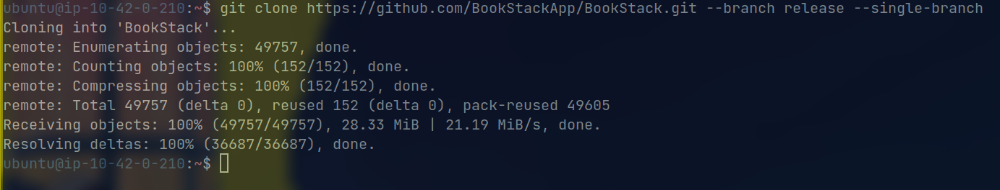 ubuntu@ip-10-42-0-210:~$ git clone https://github.com/BookStackApp/BookStack.git --branch release --single-branch
Cloning into 'BookStack'...
remote: Enumerating objects: 49757, done.
remote: Counting objects: 100% (152/152), done.
remote: Compressing objects: 100% (152/152), done.
remote: Total 49757 (delta 0), reused 152 (delta 0), pack-reused 49605
Receiving objects: 100% (49757/49757), 28.33 MiB | 21.19 MiB/s, done.
Resolving deltas: 100% (36687/36687), done.
ubuntu@ip-10-42-0-210:~$